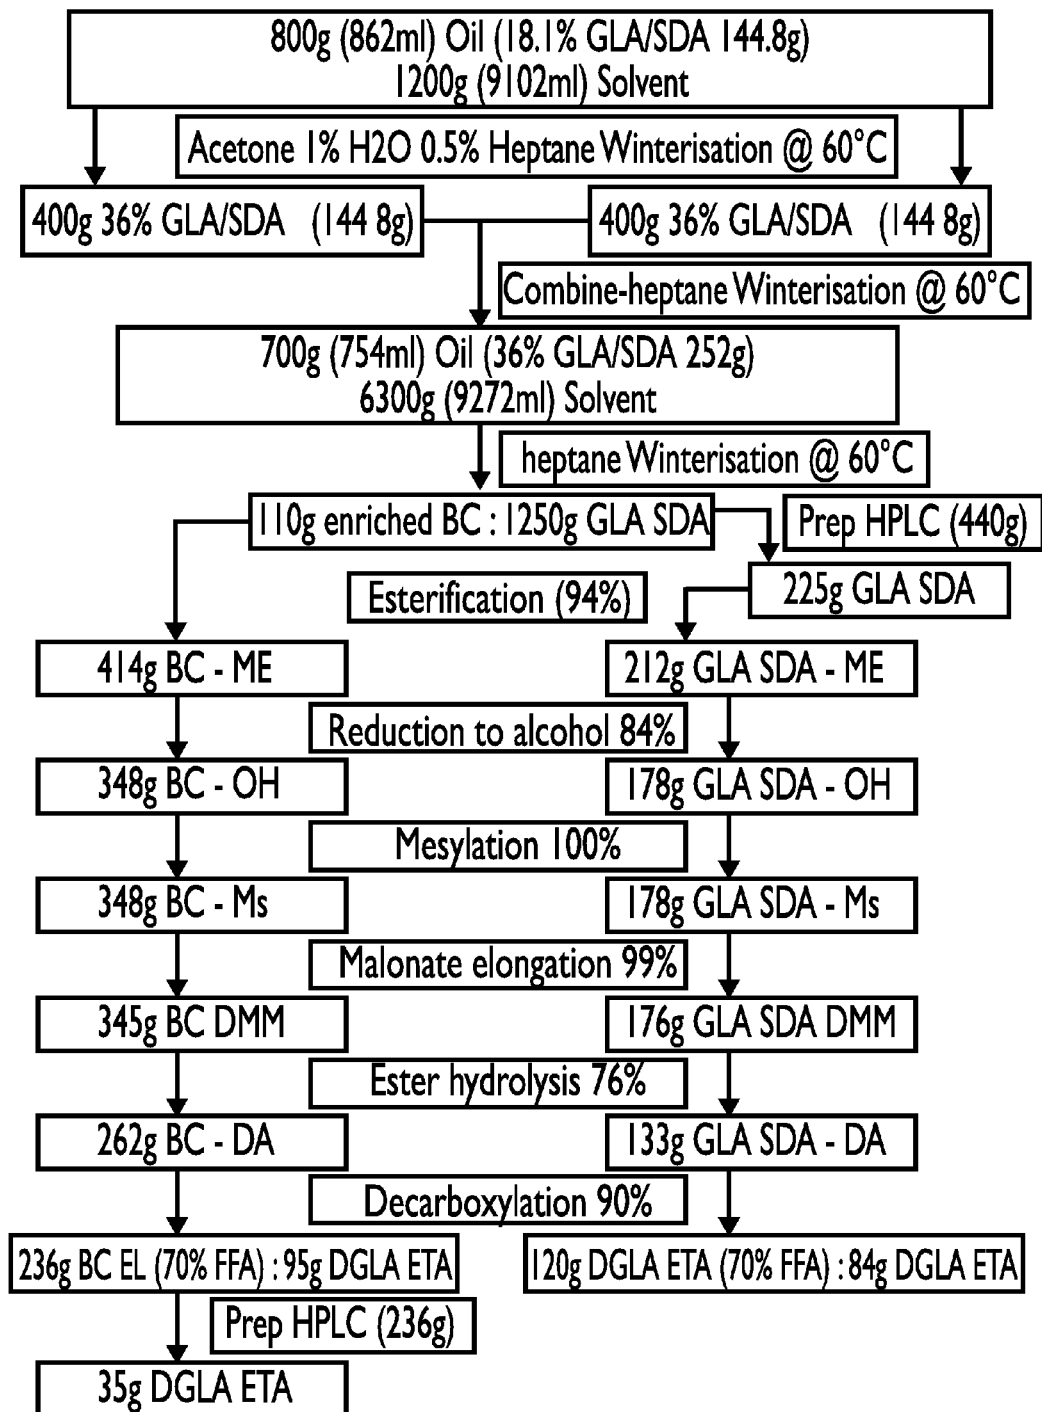 800g (862ml) Oil (18.1% GLA/SDA 144.8g)
1200g (9102ml) Solvent
Acetone 1% H2O 0.5% Heptane Winterisation @ 60°C
400g 36% GLA/SDA (144 8g)
400g 36% GLA/SDA (144 8g)
Combine-heptane Winterisation @ 60°C
700g (754ml) Oil (36% GLA/SDA 252g)
6300g (9272ml) Solvent
heptane Winterisation @ 60°C
110g enriched BC : 1250g GLA SDA
Prep HPLC (440g)
Esterification (94%)
225g GLA SDA
414g BC - ME
212g GLA SDA - ME
Reduction to alcohol 84%
348g BC - OH
178g GLA SDA - OH
Mesylation 100%
348g BC - Ms
178g GLA SDA - Ms
Malonate elongation 99%
345g BC DMM
176g GLA SDA DMM
Ester hydrolysis 76%
262g BC - DA
133g GLA SDA - DA
Decarboxylation 90%
236g BC EL (70% FFA) : 95g DGLA ETA
120g DGLA ETA (70% FFA) : 84g DGLA ETA
Prep HPLC (236g)
35g DGLA ETA